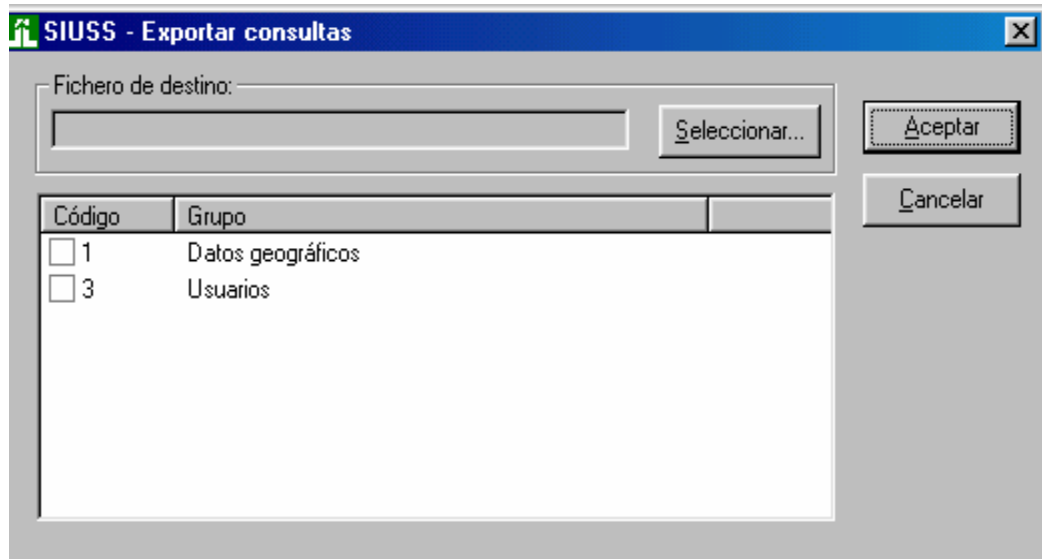 SIUSS - Exportar consultas
Fichero de destino:
Seleccionar...
Aceptar
Cancelar
Código Grupo
1 Datos geográficos
3 Usuarios